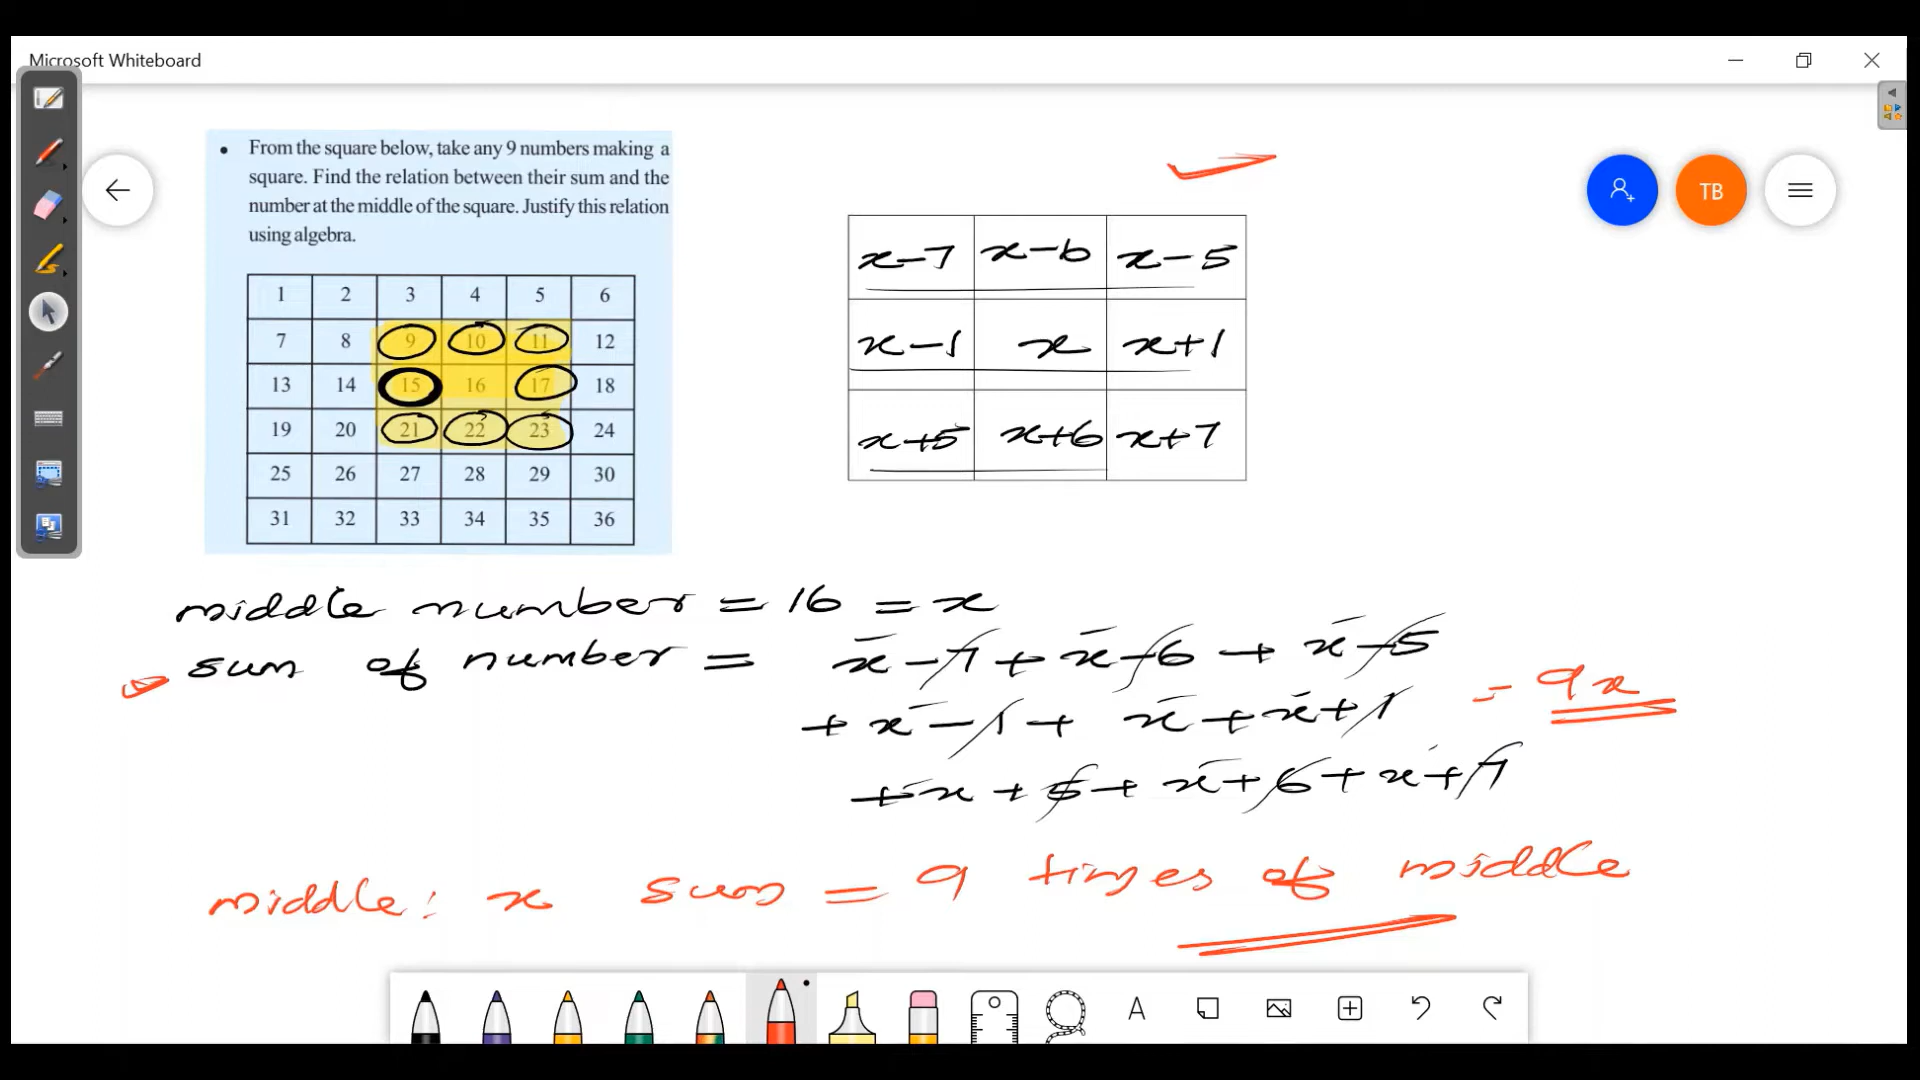 Microsoft Whiteboard
• From the square below, take any 9 numbers making a
square. Find the relation between their sum and the
number at the middle of the square. Justify this relation
using algebra.
1 2 3 4 5 6
7 8 9 10 11 12
13 14 15 16 17 18
19 20 21 22 23 24
25 26 27 28 29 30
31 32 33 34 35 36
x-7 x-6 x-5
x-1 x x+1
x+5 x+6 x+7
TB
middle number = 16 = x
sum of number = x-7 + x-6 + x-5
+ x-1 + x + x+1 = 9x
+ x + 5 + x+6 + x+7
middle: x sum = 9 times of middle
A